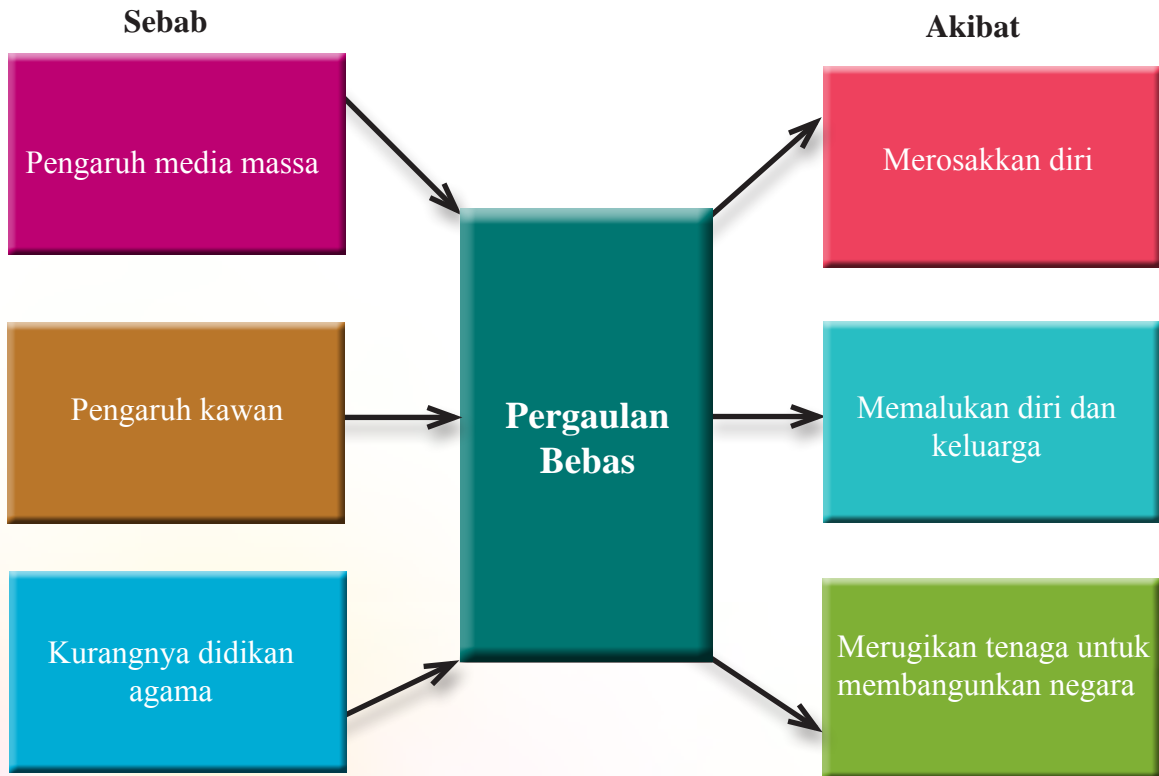 Sebab
Akibat
Pengaruh media massa
Merosakkan diri
Pengaruh kawan
Pergaulan
Bebas
Memalukan diri dan
keluarga
Kurangnya didikan
agama
Merugikan tenaga untuk
membangunkan negara